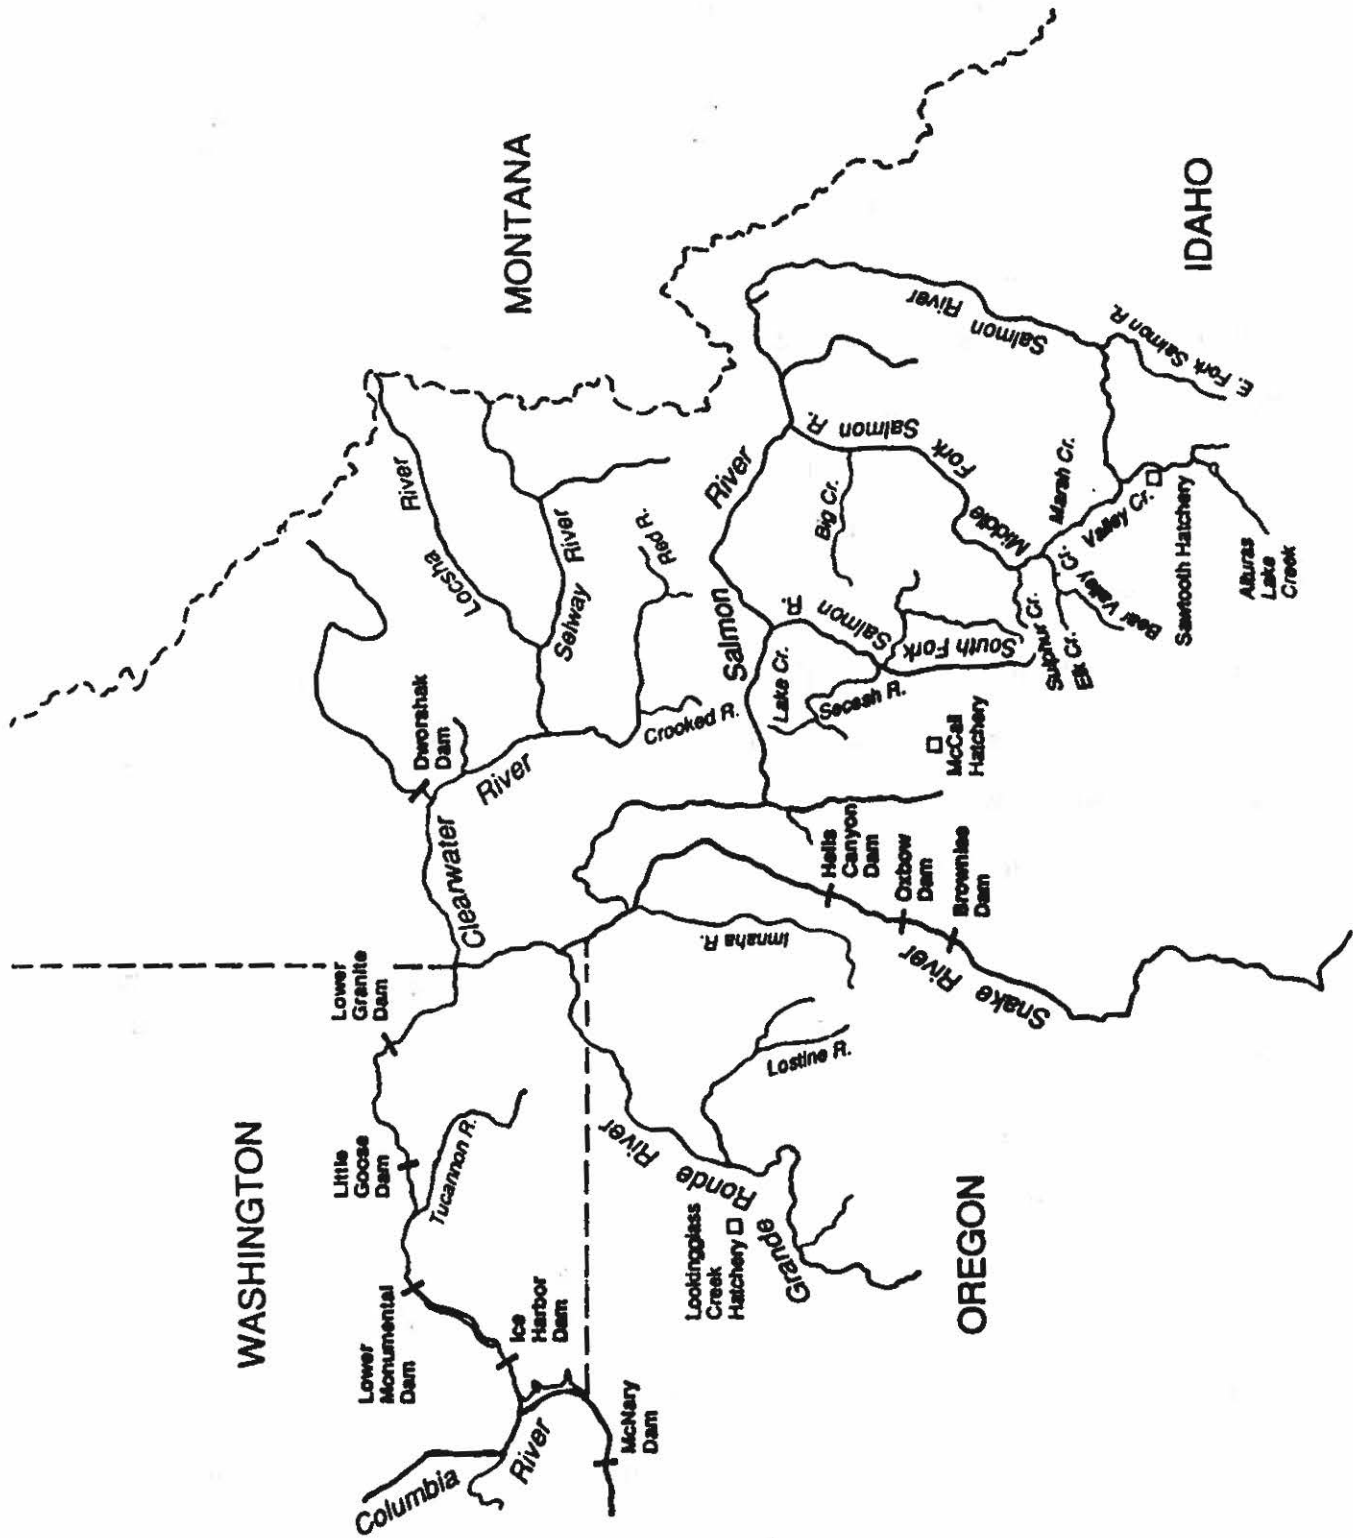 WASHINGTON
MONTANA
OREGON
IDAHO
Columbia
River
McNary
Dam
Ice
Harbor
Dam
Lower
Monumental
Dam
Little
Goose
Dam
Tucannon R.
Lower
Granite
Dam
Clearwater
River
Dworshak
Dam
Locsha
River
Selway
River
Red R.
Crooked R.
Grande
Ronde
River
Lookingglass
Creek
Hatchery
Lostine R.
Imnaha R.
Snake River
Hells
Canyon
Dam
Oxbow
Dam
Brownlee
Dam
Salmon
River
Lake Cr.
Secesh R.
McCall
Hatchery
South Fork
Salmon
R.
Big Cr.
Middle
Fork
Salmon
R.
Sulphur Cr.
Elk Cr.
Bear Valley Cr.
Marsh Cr.
Valley Cr.
Sawtooth Hatchery
Alturas
Lake
Creek
Salmon
River
E. Fork Salmon R.